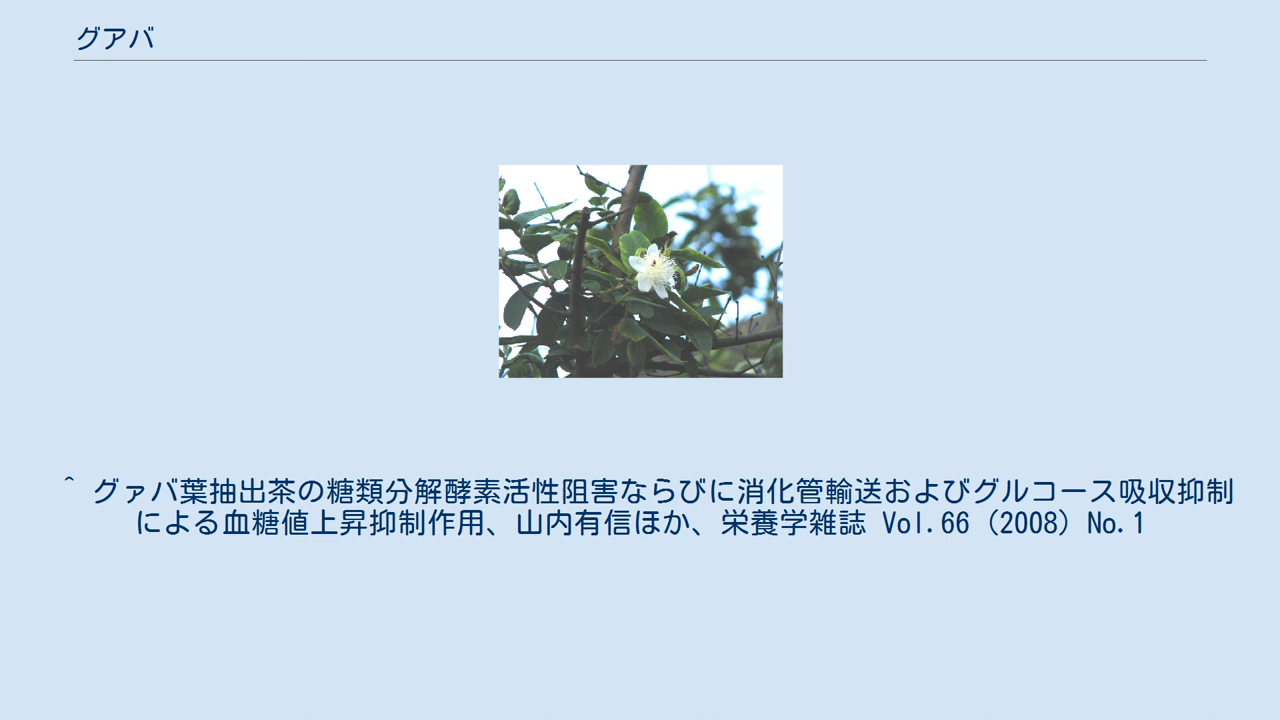 グアバ
^ グァバ葉抽出茶の糖類分解酵素活性阻害ならびに消化管輸送およびグルコース吸収抑制
による血糖値上昇抑制作用、山内有信ほか、栄養学雑誌 Vol.66 (2008) No.1